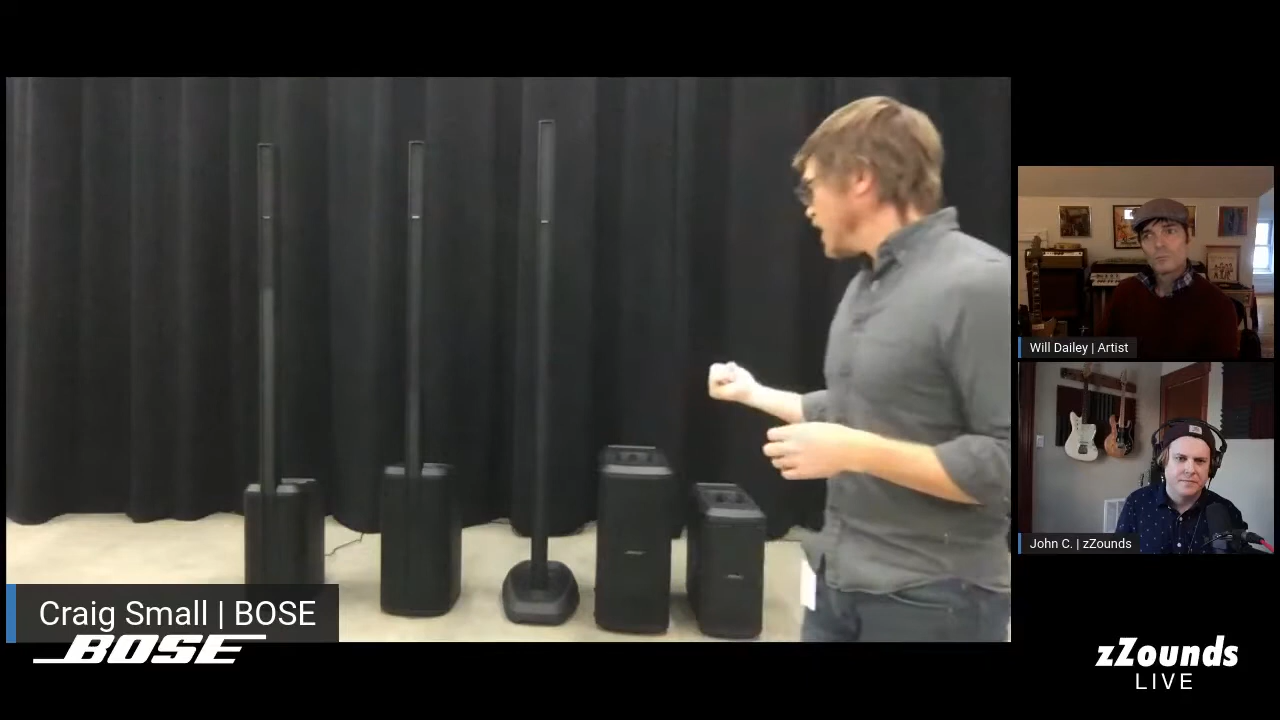 Craig Small | BOSE
BOSE
Will Dailey | Artist
John C. | zZounds
zZounds
LIVE